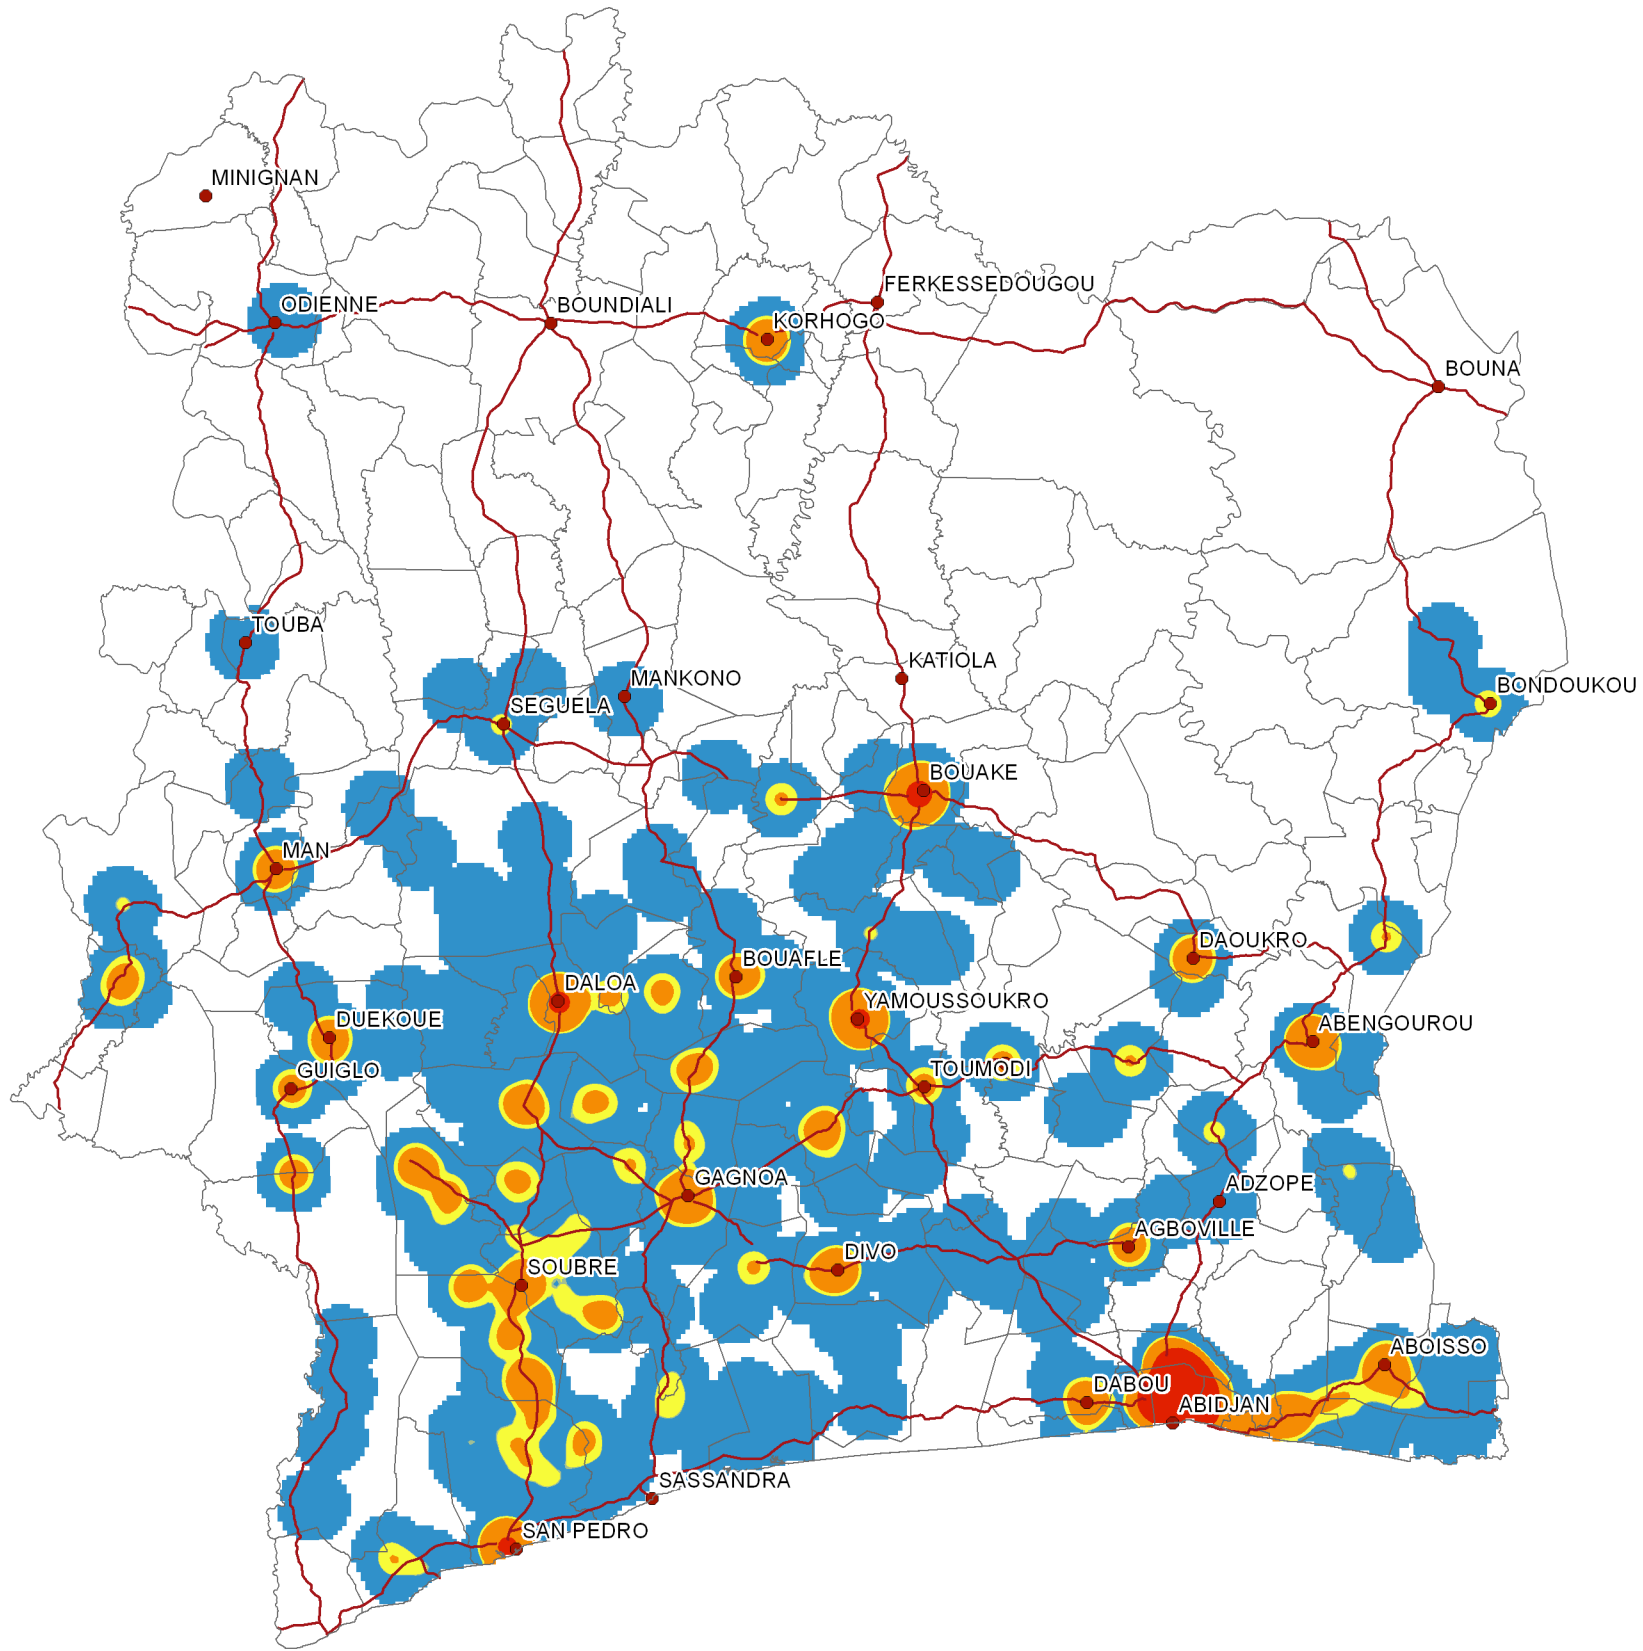 MINIGNAN
FERKESSEDOUGOU
ODIENNE
BOUNDIALI
KORHOGO
BOUNA
TOUBA
KATIOLA
MANKONO
BONDOUKOU
SEGUELA
BOUAKE
MAN
DAOUKRO
BOUAFLE
DALOA
YAMOUSSOUKRO
DUEKOUE
ABENGOUROU
GUIGLO
TOUMODI
GAGNOA
ADZOPE
AGBOVILLE
DIVO
SOUBRE
ABOISSO
DABOU
ABIDJAN
SASSANDRA
SAN PEDRO